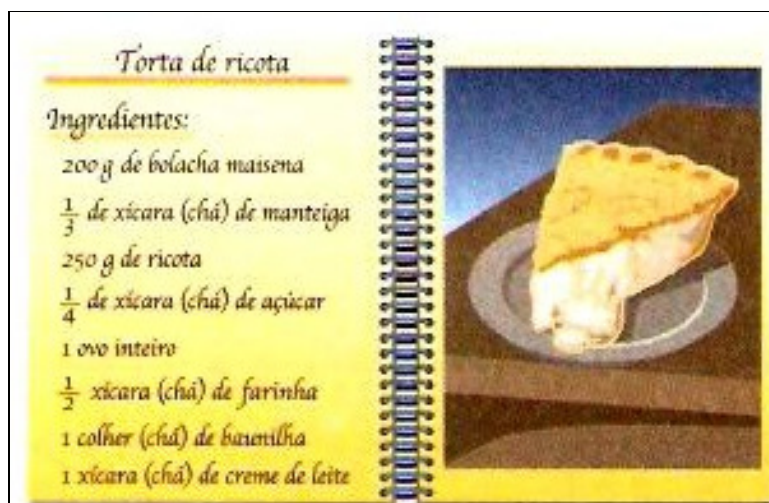 Torta de ricota
Ingredientes:
200 g de bolacha maisena
1/3 de xícara (chá) de manteiga
250 g de ricota
1/4 de xícara (chá) de açúcar
1 ovo inteiro
1/2 xícara (chá) de farinha
1 colher (chá) de baunilha
1 xícara (chá) de creme de leite